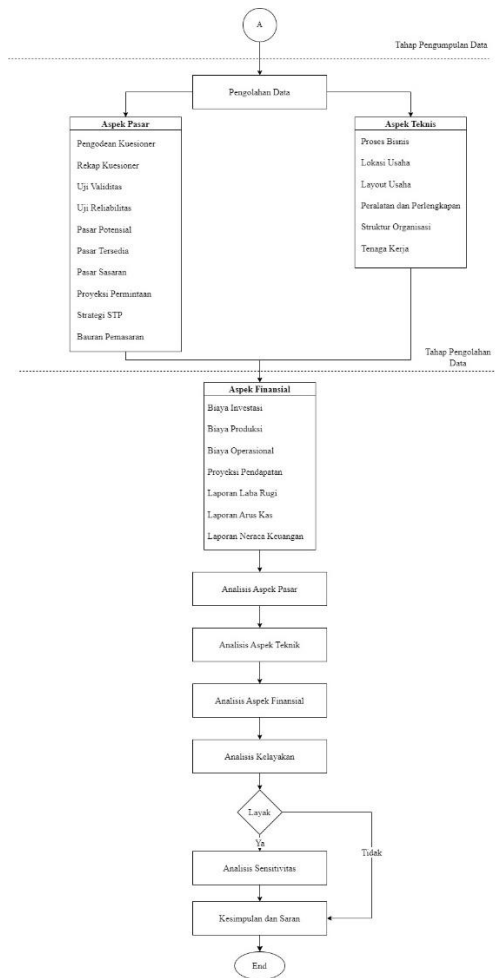 A
Tahap Pengumpulan Data
Pengolahan Data
Aspek Pasar
Pengodean Kuesioner
Rekap Kuesioner
Uji Validitas
Uji Reliabilitas
Pasar Potensial
Pasar Tersedia
Pasar Sasaran
Proyeksi Permintaan
Strategi STP
Bauran Pemasaran
Aspek Teknis
Proses Bisnis
Lokasi Usaha
Layout Usaha
Peralatan dan Perlengkapan
Struktur Organisasi
Tenaga Kerja
Tahap Pengolahan
Data
Aspek Finansial
Biaya Investasi
Biaya Produksi
Biaya Operasional
Proyeksi Pendapatan
Laporan Laba Rugi
Laporan Arus Kas
Laporan Neraca Keuangan
Analisis Aspek Pasar
Analisis Aspek Teknik
Analisis Aspek Finansial
Analisis Kelayakan
Layak
Ya
Tidak
Analisis Sensitivitas
Kesimpulan dan Saran
End